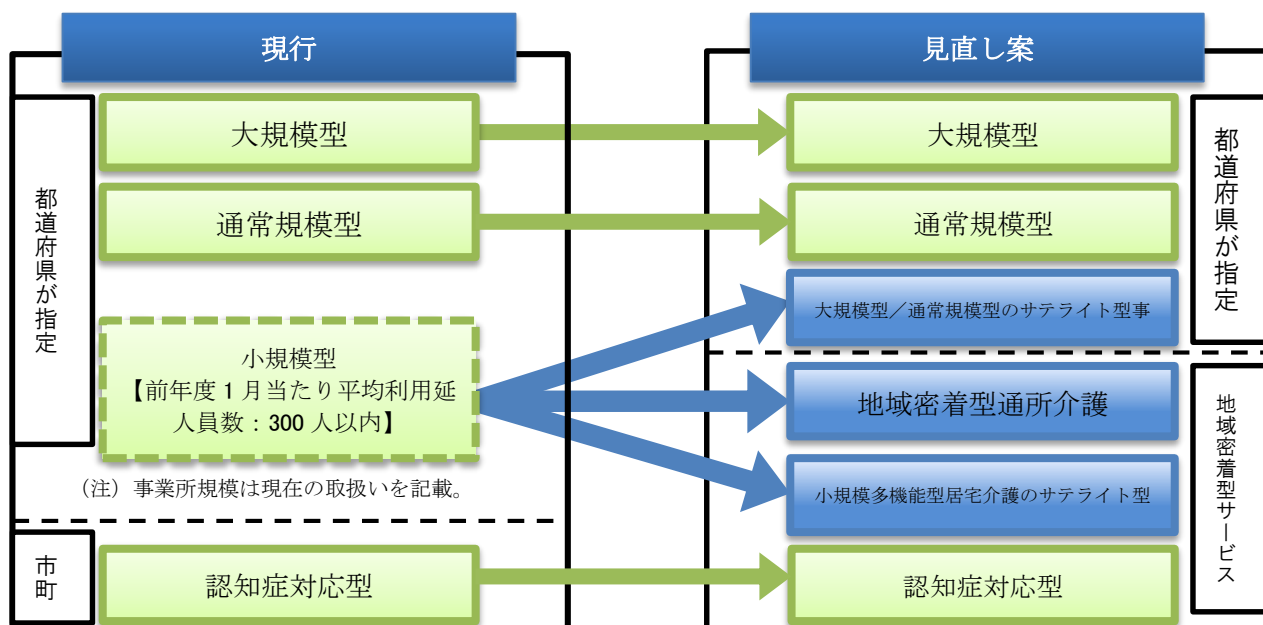 現行
都道府県が指定
大規模型
通常規模型
小規模型
【前年度1月当たり平均利用延
人員数：300人以内】
（注）事業所規模は現在の取扱いを記載。
市町
認知症対応型
見直し案
大規模型
通常規模型
大規模型／通常規模型のサテライト型事
都道府県が指定
地域密着型通所介護
小規模多機能型居宅介護のサテライト型
認知症対応型
地域密着型サービス